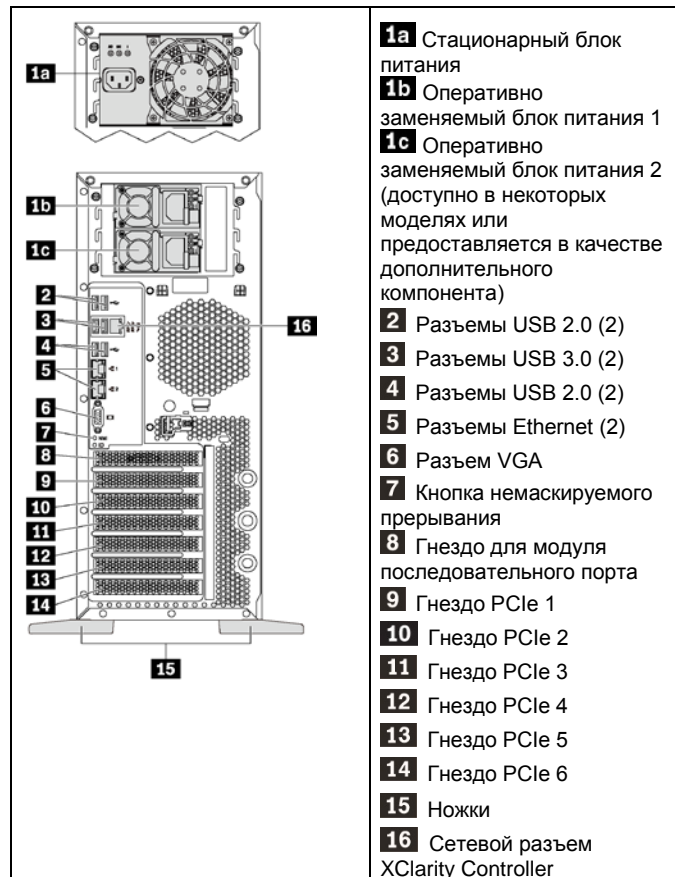 1a
1b
1c
2
3
4
5
6
7
8
9
10
11
12
13
14
15
16
1a Стационарный блок
питания
1b Оперативно
заменяемый блок питания 1
1c Оперативно
заменяемый блок питания 2
(доступно в некоторых
моделях или
предоставляется в качестве
дополнительного
компонента)
2 Разъемы USB 2.0 (2)
3 Разъемы USB 3.0 (2)
4 Разъемы USB 2.0 (2)
5 Разъемы Ethernet (2)
6 Разъем VGA
7 Кнопка немаскируемого
прерывания
8 Гнездо для модуля
последовательного порта
9 Гнездо PCIe 1
10 Гнездо PCIe 2
11 Гнездо PCIe 3
12 Гнездо PCIe 4
13 Гнездо PCIe 5
14 Гнездо PCIe 6
15 Ножки
16 Сетевой разъем
XClarity Controller